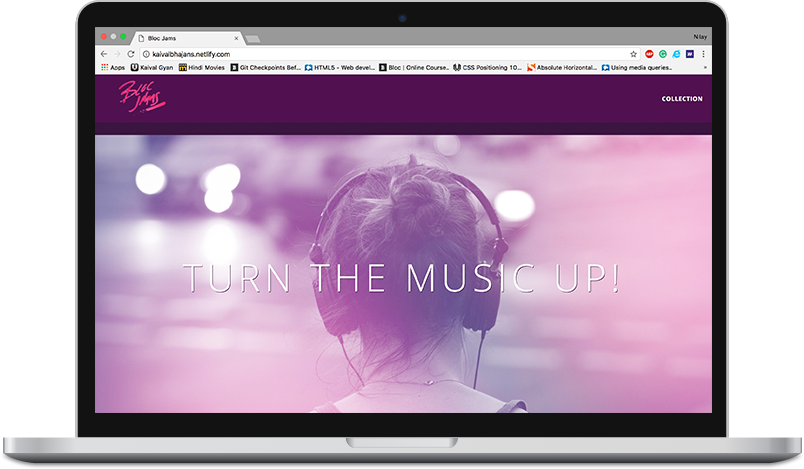 Bloc Jams
Nilay
kaivalbhajans.netlify.com
Apps Kaival Gyan Hindi Movies Git Checkpoints Bef... HTML5 - Web devel... Bloc | Online Course... CSS Positioning 10... Absolute Horizontal... Using media queries... »
Bloc
Jams
COLLECTION
TURN THE MUSIC UP!